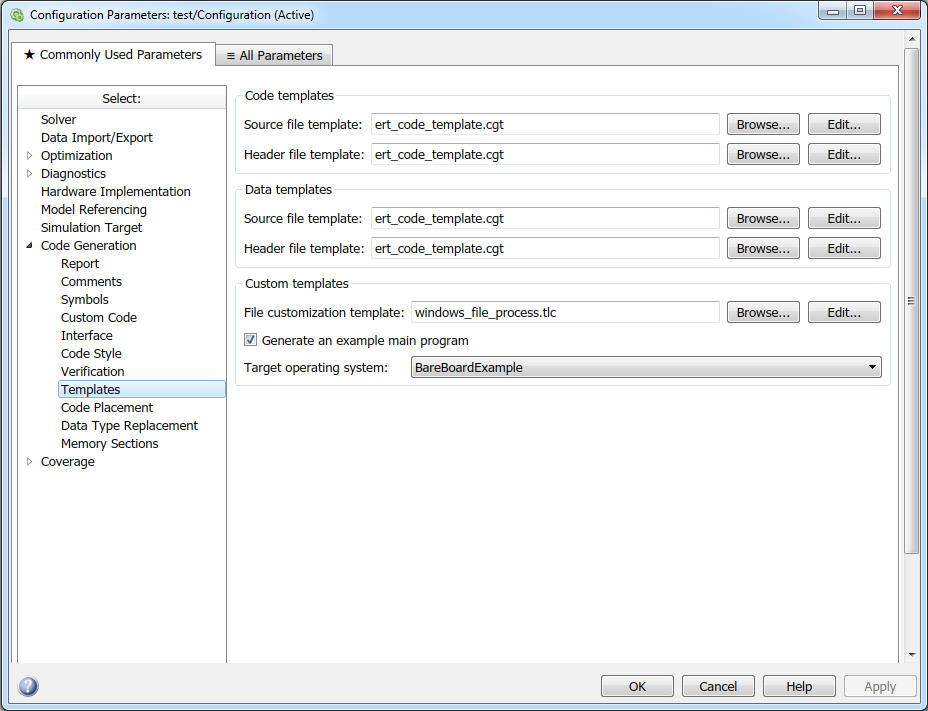 Configuration Parameters: test/Configuration (Active)
★ Commonly Used Parameters
≡ All Parameters
Select:
Solver
Data Import/Export
Optimization
Diagnostics
Hardware Implementation
Model Referencing
Simulation Target
Code Generation
Report
Comments
Symbols
Custom Code
Interface
Code Style
Verification
Templates
Code Placement
Data Type Replacement
Memory Sections
Coverage
Code templates
Source file template: ert_code_template.cgt Browse... Edit...
Header file template: ert_code_template.cgt Browse... Edit...
Data templates
Source file template: ert_code_template.cgt Browse... Edit...
Header file template: ert_code_template.cgt Browse... Edit...
Custom templates
File customization template: windows_file_process.tlc Browse... Edit...
Generate an example main program
Target operating system: BareBoardExample
? OK Cancel Help Apply